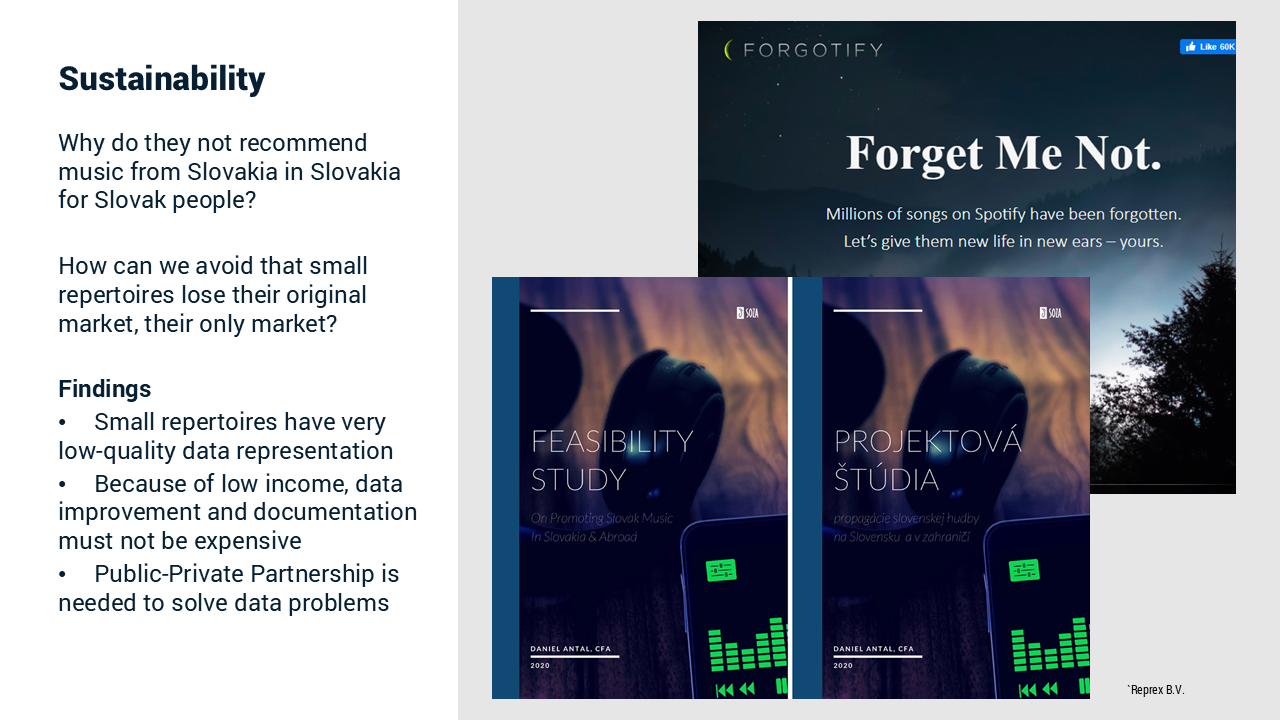 Sustainability
Why do they not recommend
music from Slovakia in Slovakia
for Slovak people?
How can we avoid that small
repertoires lose their original
market, their only market?
Findings
• Small repertoires have very
low-quality data representation
• Because of low income, data
improvement and documentation
must not be expensive
• Public-Private Partnership is
needed to solve data problems
FORGOTIFY
Like 60K
Forget Me Not.
Millions of songs on Spotify have been forgotten.
Let's give them new life in new ears – yours.
SOZA
FEASIBILITY
STUDY
On Promoting Slovak Music
In Slovakia & Abroad
DANIEL ANTAL, CFA
2020
SOZA
PROJEKTOVÁ
ŠTÚDIA
propagácie slovenskej hudby
na Slovensku a v zahraničí
DANIEL ANTAL, CFA
2020
`Reprex B.V.